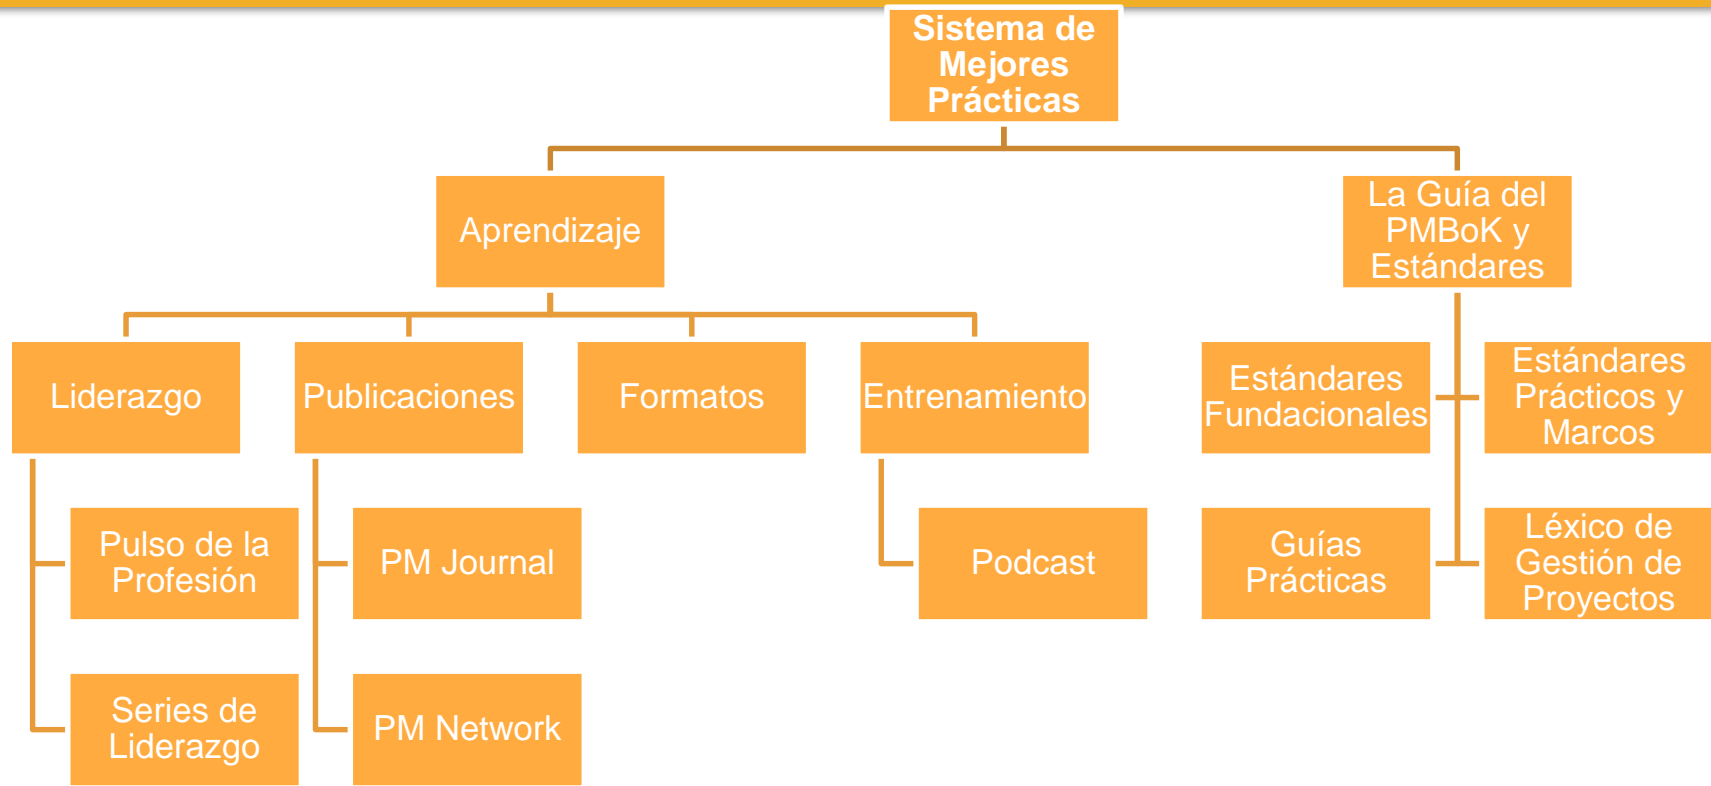 Sistema de
Mejores
Prácticas
Aprendizaje
La Guía del
PMBoK y
Estándares
Liderazgo
Publicaciones
Formatos
Entrenamiento
Estándares
Fundacionales
Estándares
Prácticos y
Marcos
Pulso de la
Profesión
PM Journal
Podcast
Guías
Prácticas
Léxico de
Gestión de
Proyectos
Series de
Liderazgo
PM Network